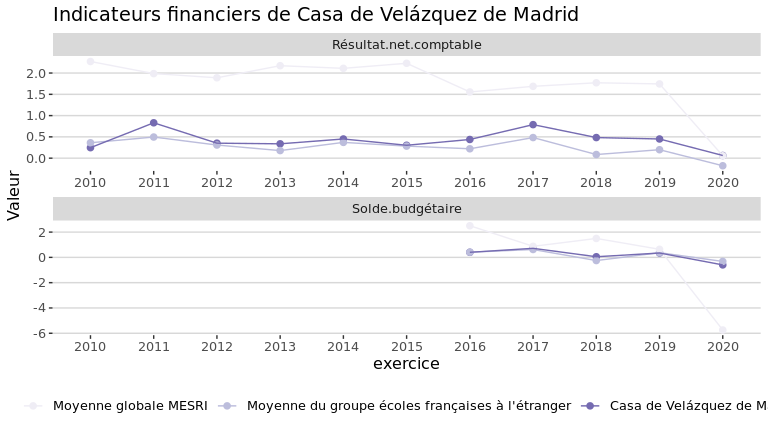 Indicateurs financiers de Casa de Velázquez de Madrid
Résultat.net.comptable
2.0
1.5
1.0
0.5
0.0
2010 2011 2012 2013 2014 2015 2016 2017 2018 2019 2020
Valeur
Solde.budgétaire
2
0
-2
-4
-6
2010 2011 2012 2013 2014 2015 2016 2017 2018 2019 2020
exercice
Moyenne globale MESRI Moyenne du groupe écoles françaises à l'étranger Casa de Velázquez de M